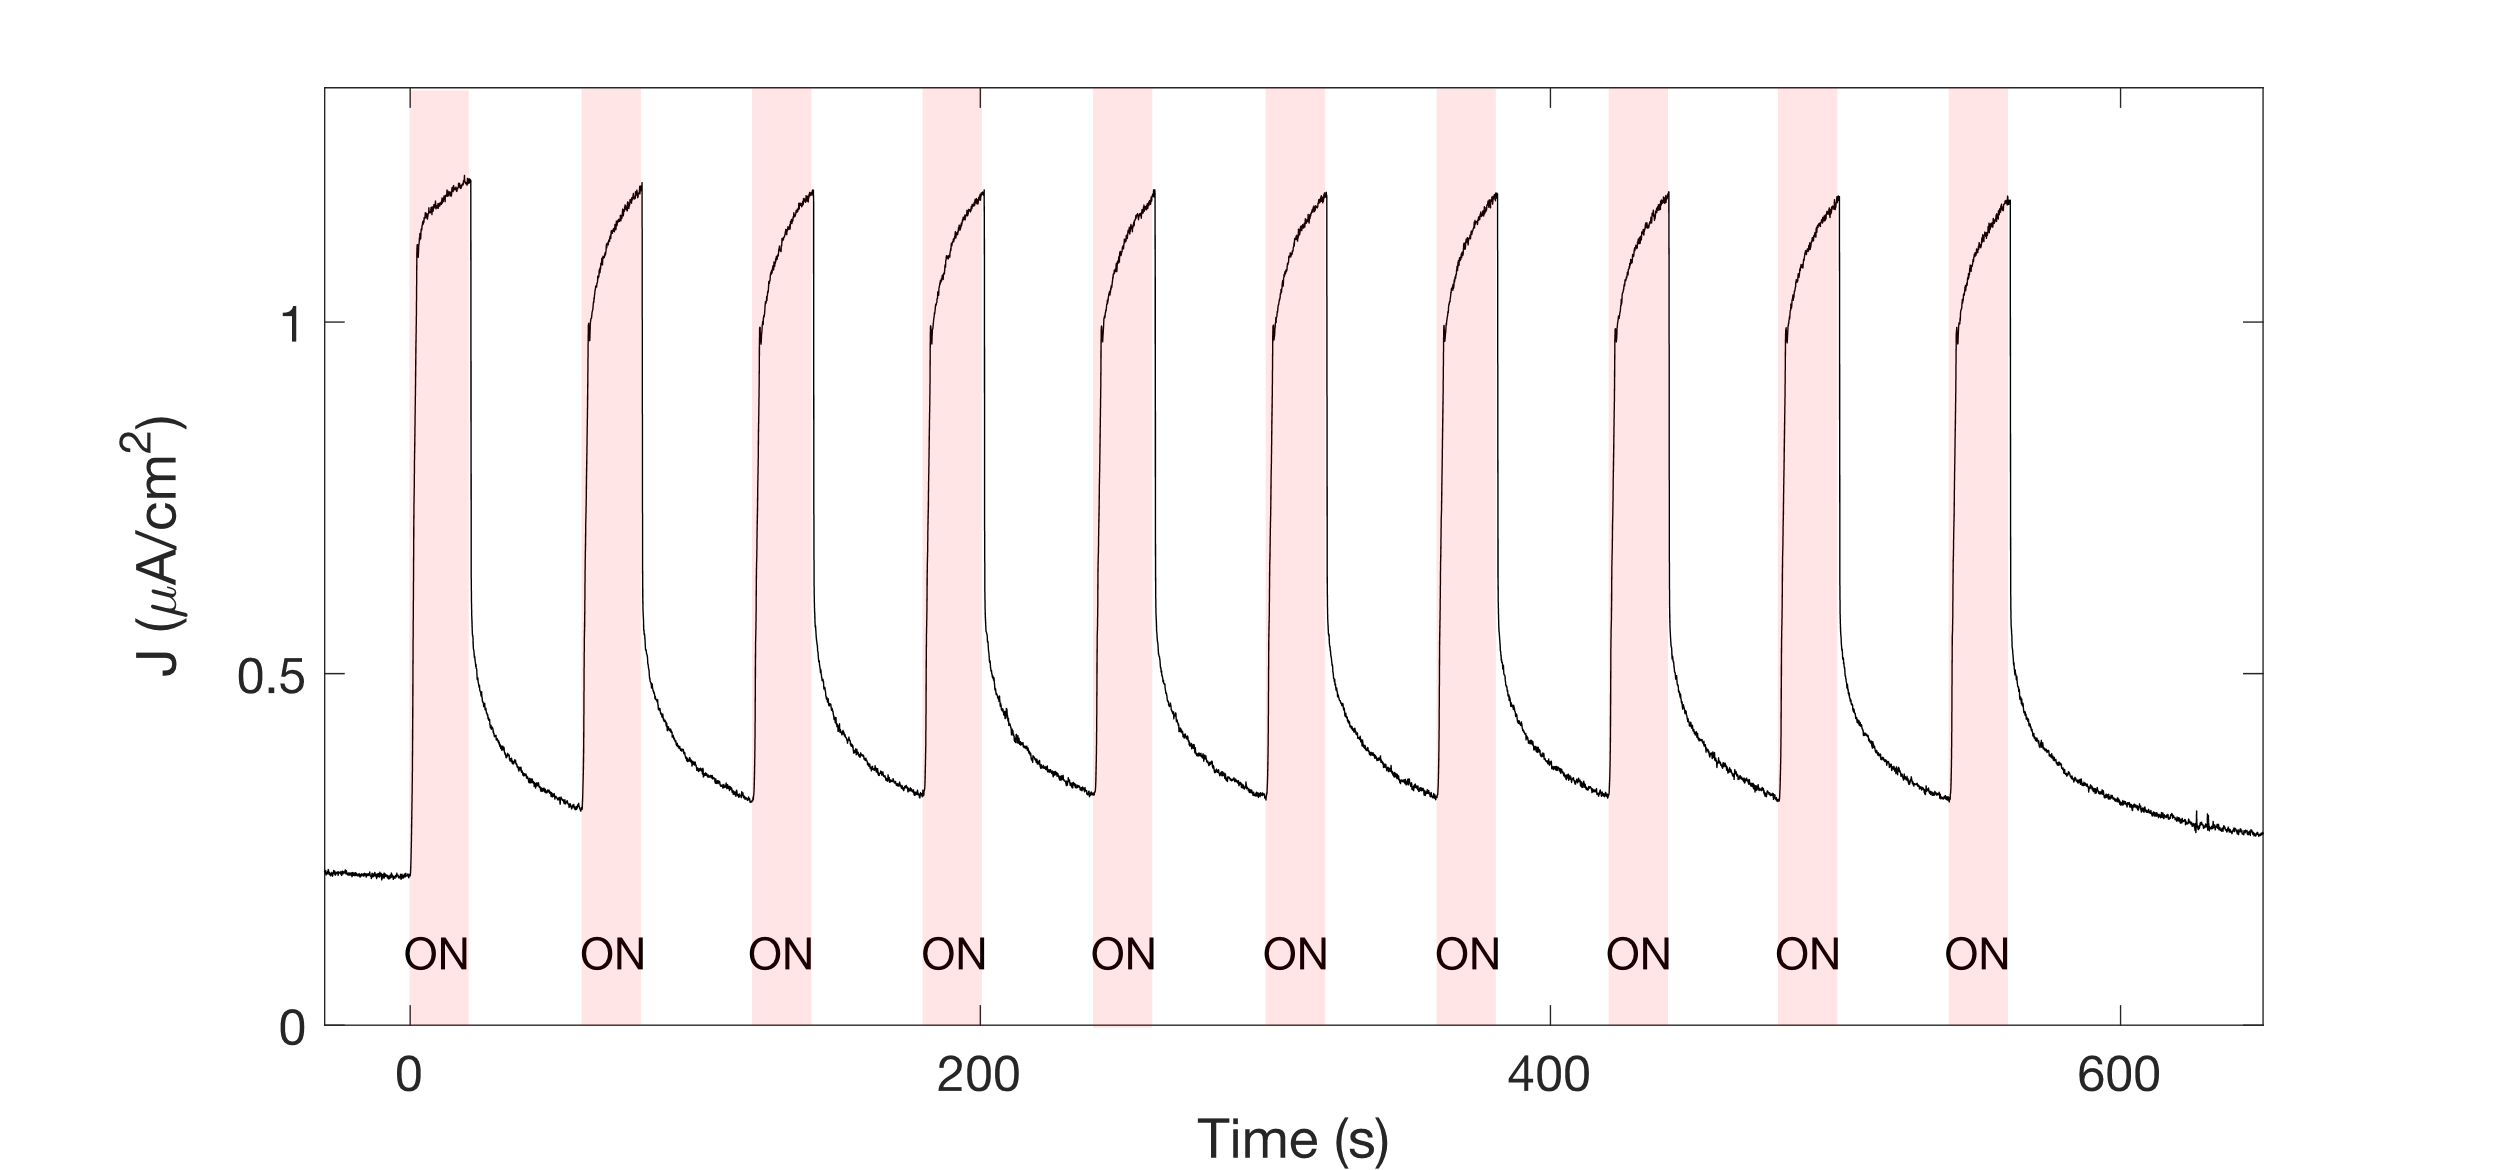 J (μA/cm²)
1
0.5
0
ON ON ON ON ON ON ON ON ON ON
0 200 400 600
Time (s)